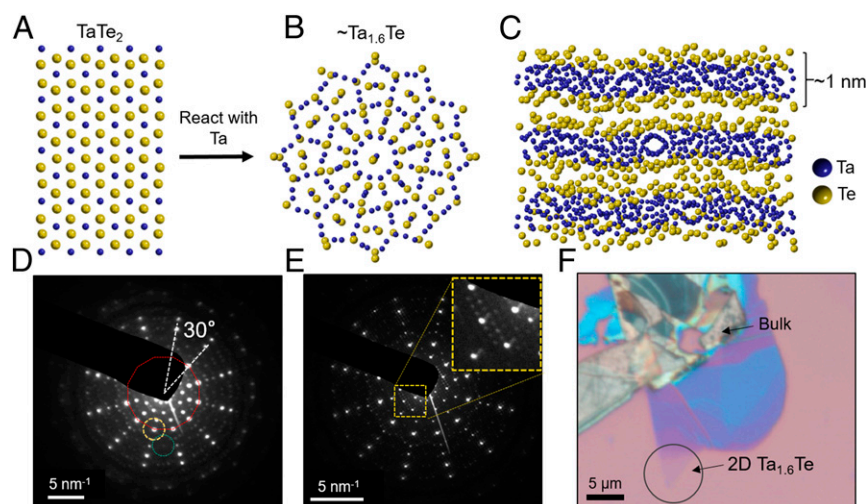 A
TaTe₂
React with
Ta
B
~Ta₁.₆Te
C
~1 nm
Ta
Te
D
30°
5 nm⁻¹
E
5 nm⁻¹
F
Bulk
2D Ta₁.₆Te
5 µm